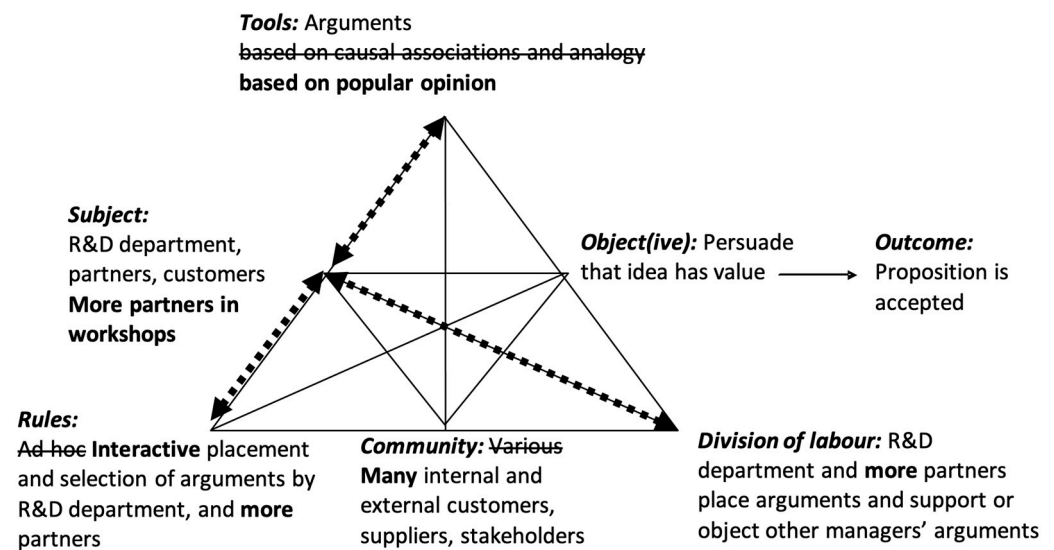 Tools: Arguments
based on causal associations and analogy
based on popular opinion
Subject:
R&D department,
partners, customers
More partners in
workshops
Object(ive): Persuade
that idea has value
Outcome:
Proposition is
accepted
Rules:
Ad hoc Interactive placement
and selection of arguments by
R&D department, and more
partners
Community: Various
Many internal and
external customers,
suppliers, stakeholders
Division of labour: R&D
department and more partners
place arguments and support or
object other managers’ arguments